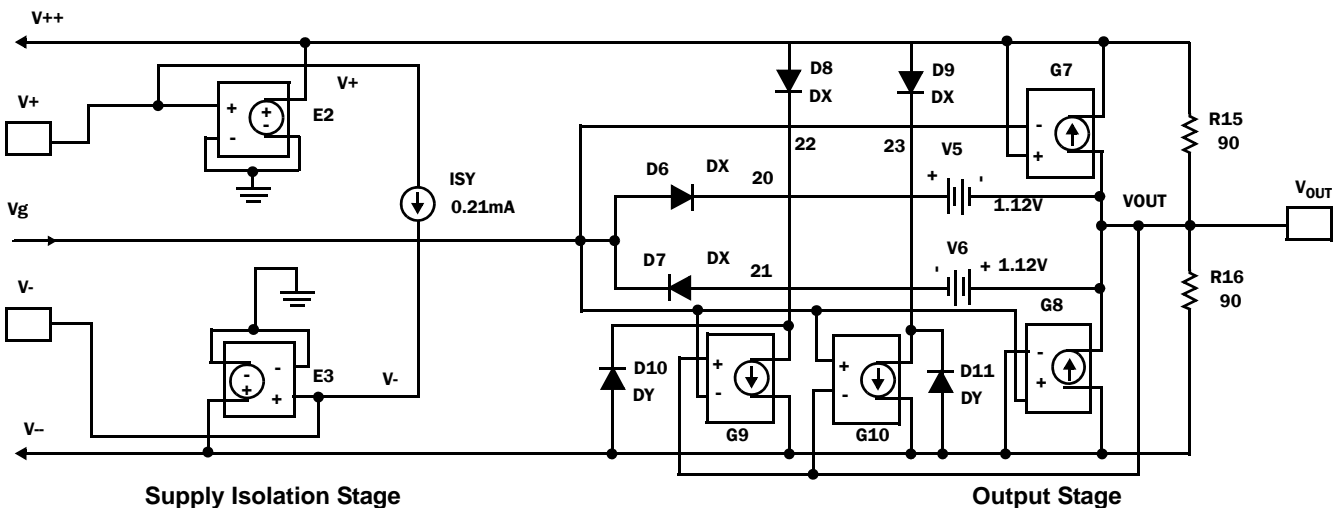 V++
V+
V+
E2
+
-
+
-
D8
DX
D9
DX
G7
-
+
R15
90
22
23
V5
ISY
0.21mA
D6
DX
20
+
-
1.12V
Vg
VOUT
VOUT
D7
DX
21
V6
-
+ 1.12V
R16
90
V-
G8
E3
-
+
-
+
V-
D10
DY
+
-
G9
+
-
G10
D11
DY
-
+
V--
Supply Isolation Stage
Output Stage